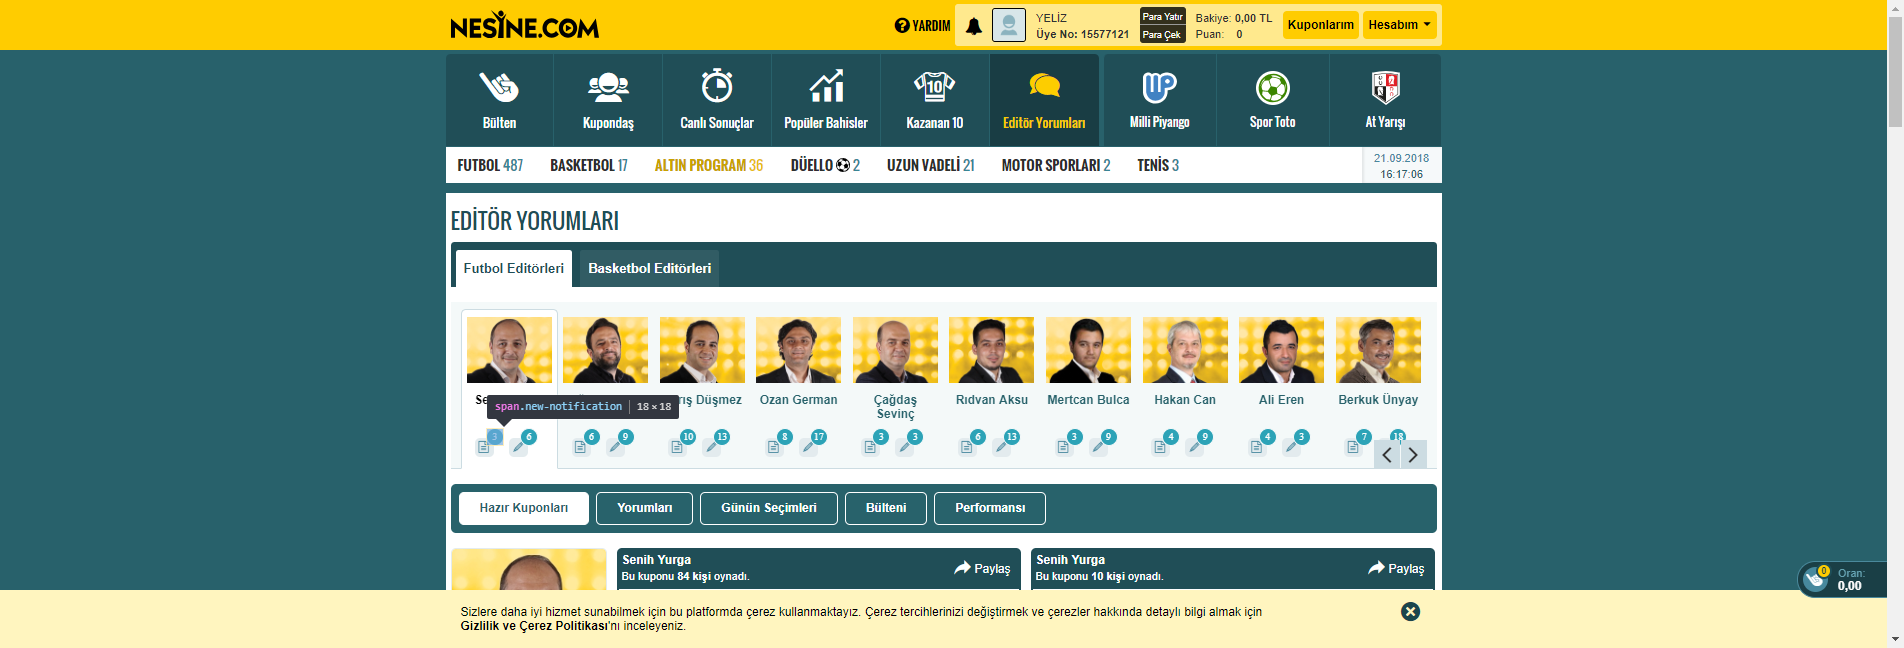 NESINE.COM
YARDIM
YELİZ
Üye No: 15577121
Para Yatır
Para Çek
Bakiye: 0,00 TL
Puan: 0
Kuponlarım
Hesabım
Bülten
Kupondaş
Canlı Sonuçlar
Popüler Bahisler
10
Kazanan 10
Editör Yorumları
Milli Piyango
Spor Toto
At Yarışı
FUTBOL 487
BASKETBOL 17
ALTIN PROGRAM 36
DÜELLO 2
UZUN VADELİ 21
MOTOR SPORLARI 2
TENİS 3
21.09.2018
16:17:06
EDİTÖR YORUMLARI
Futbol Editörleri
Basketbol Editörleri
Se
rış Düşmez
Ozan German
Çağdaş
Sevinç
Rıdvan Aksu
Mertcan Bulca
Hakan Can
Ali Eren
Berkuk Ünyay
span.new-notification 18 × 18
3 6 6 9 10 13 8 17 3 3 6 13 3 9 4 9 4 3 7 18
Hazır Kuponları
Yorumları
Günün Seçimleri
Bülteni
Performansı
Senih Yurga
Bu kuponu 84 kişi oynadı.
Paylaş
Senih Yurga
Bu kuponu 10 kişi oynadı.
Paylaş
0
Oran:
0,00
Sizlere daha iyi hizmet sunabilmek için bu platformda çerez kullanmaktayız. Çerez tercihlerinizi değiştirmek ve çerezler hakkında detaylı bilgi almak için
Gizlilik ve Çerez Politikası'nı inceleyeniz.